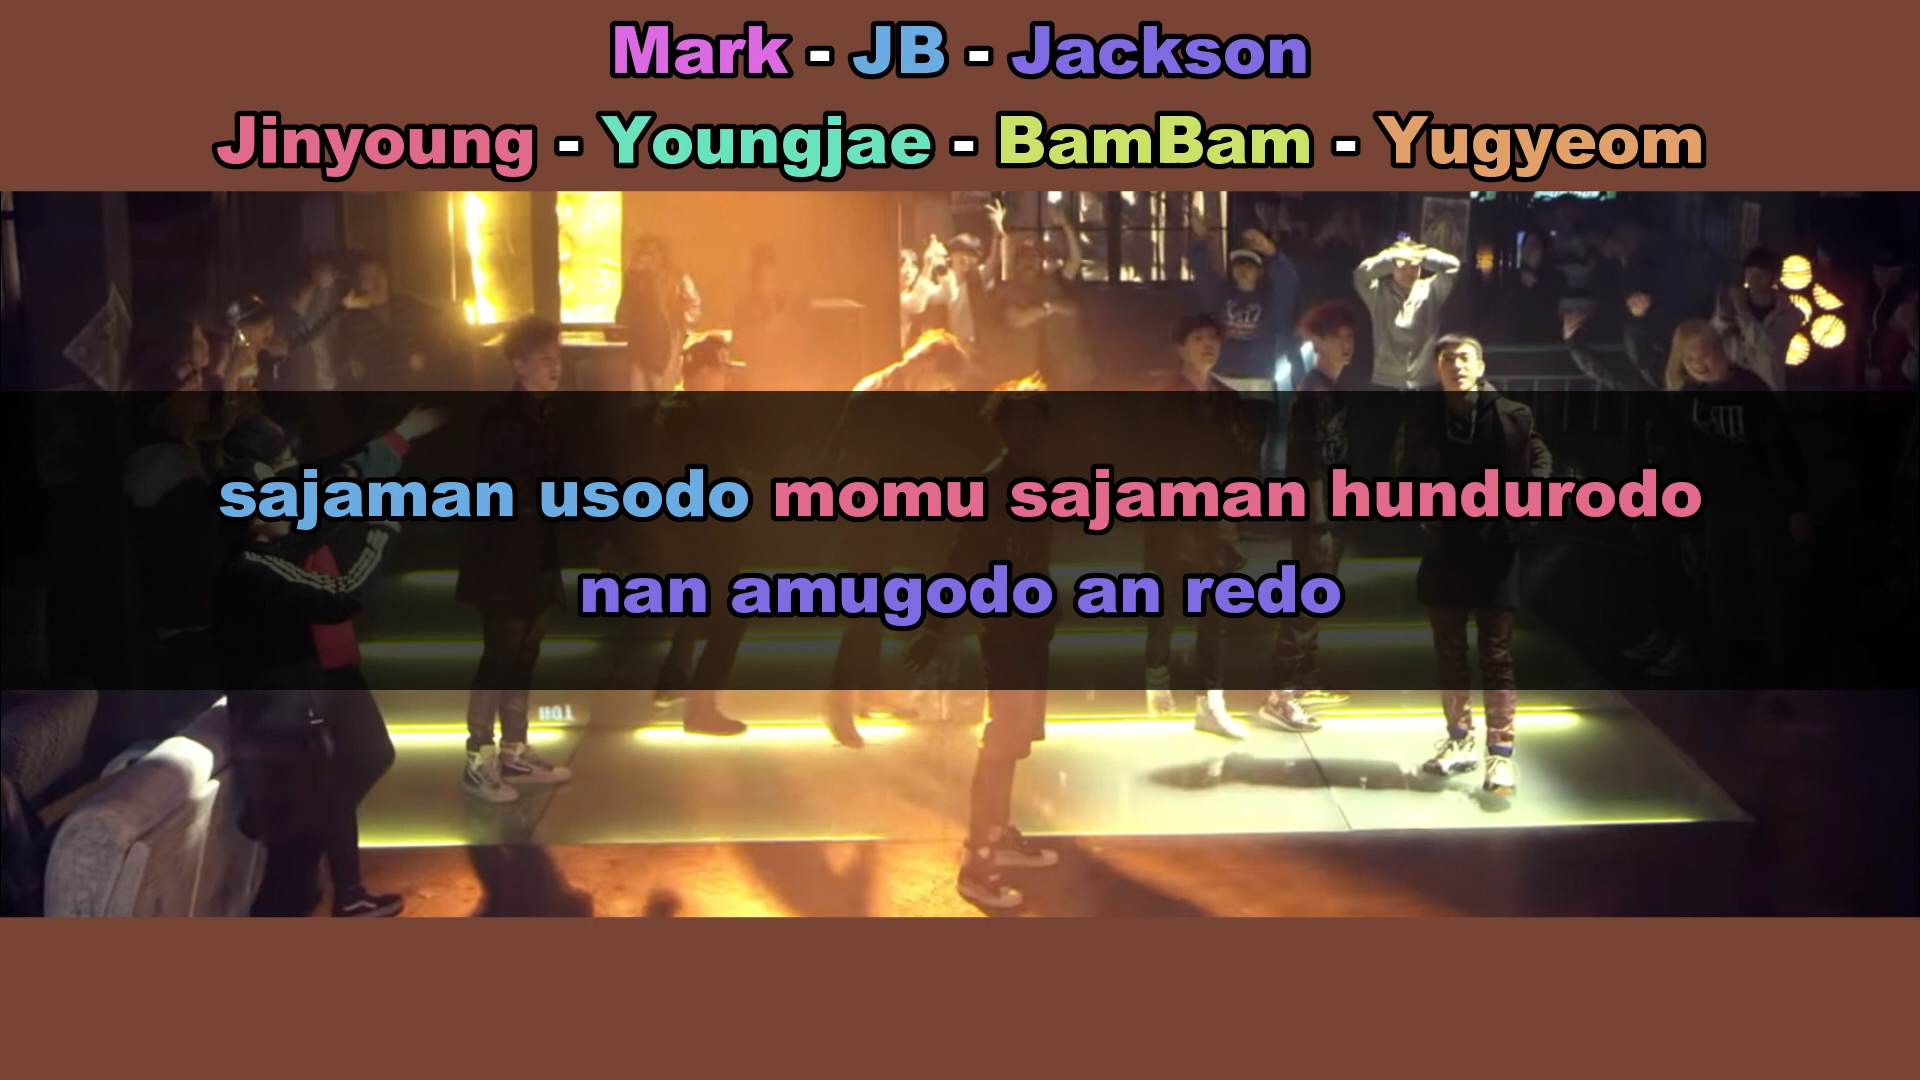 Mark - JB - Jackson
Jinyoung - Youngjae - BamBam - Yugyeom
sajaman usodo momu sajaman hundurodo
nan amugodo an redo